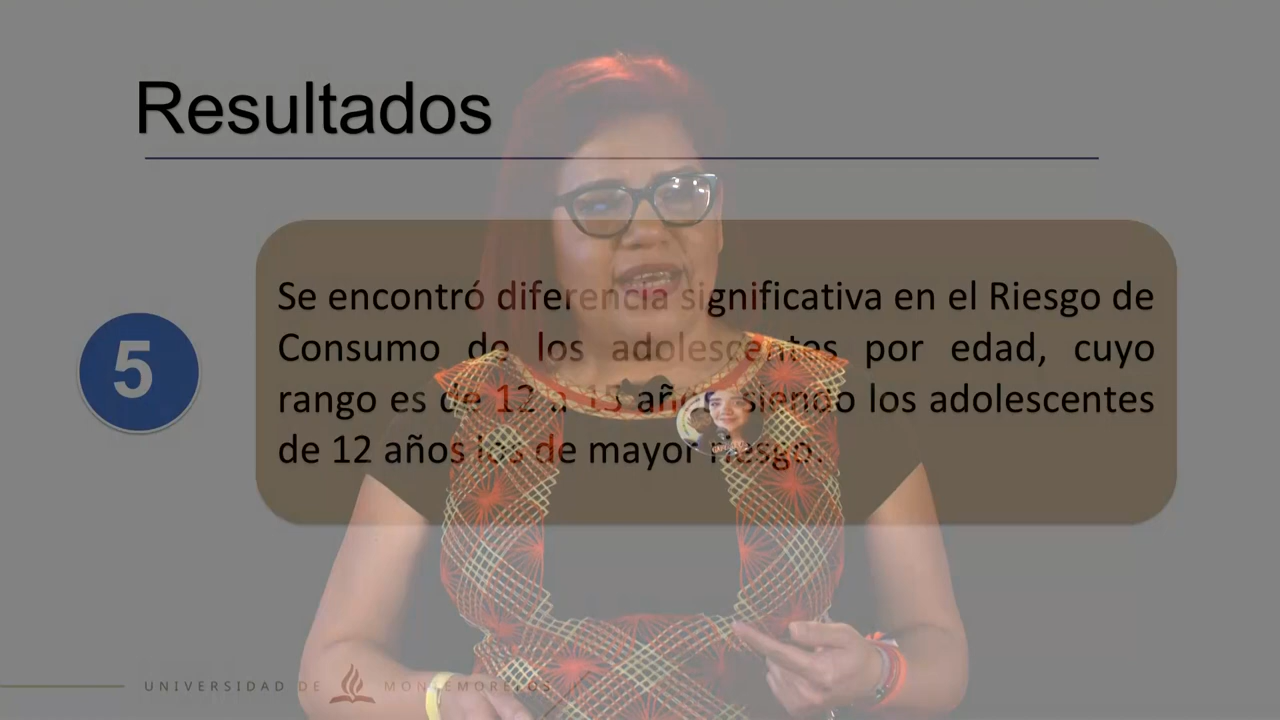 Resultados
Se encontró diferencia significativa en el Riesgo de
5
Consumo de los adolescentes por edad, cuyo
rango es de 12 a 15 años, siendo los adolescentes
de 12 años los de mayor riesgo.
UNIVERSIDAD DE MONTEMORELOS